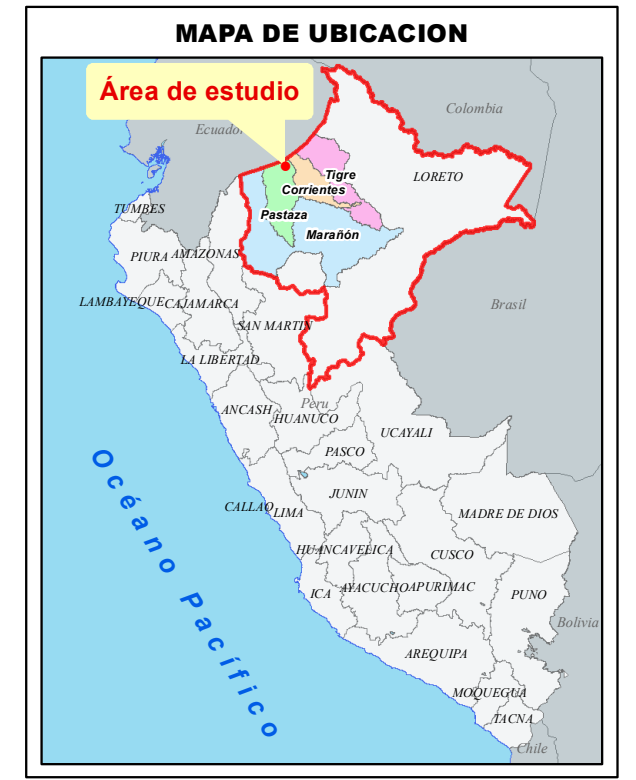 MAPA DE UBICACION
Área de estudio
Colombia
Ecuador
Tigre
LORETO
Corrientes
TUMBES
Pastaza
Marañón
PIURA
AMAZONAS
LAMBAYEQUE
CAJAMARCA
Brasil
SAN MARTIN
LA LIBERTAD
Peru
ANCASH
HUANUCO
UCAYALI
PASCO
Océano Pacífico
JUNIN
CALLAO
LIMA
MADRE DE DIOS
HUANCAVELICA
CUSCO
ICA
AYACUCHO
APURIMAC
PUNO
Bolivia
AREQUIPA
MOQUEGUA
TACNA
Chile